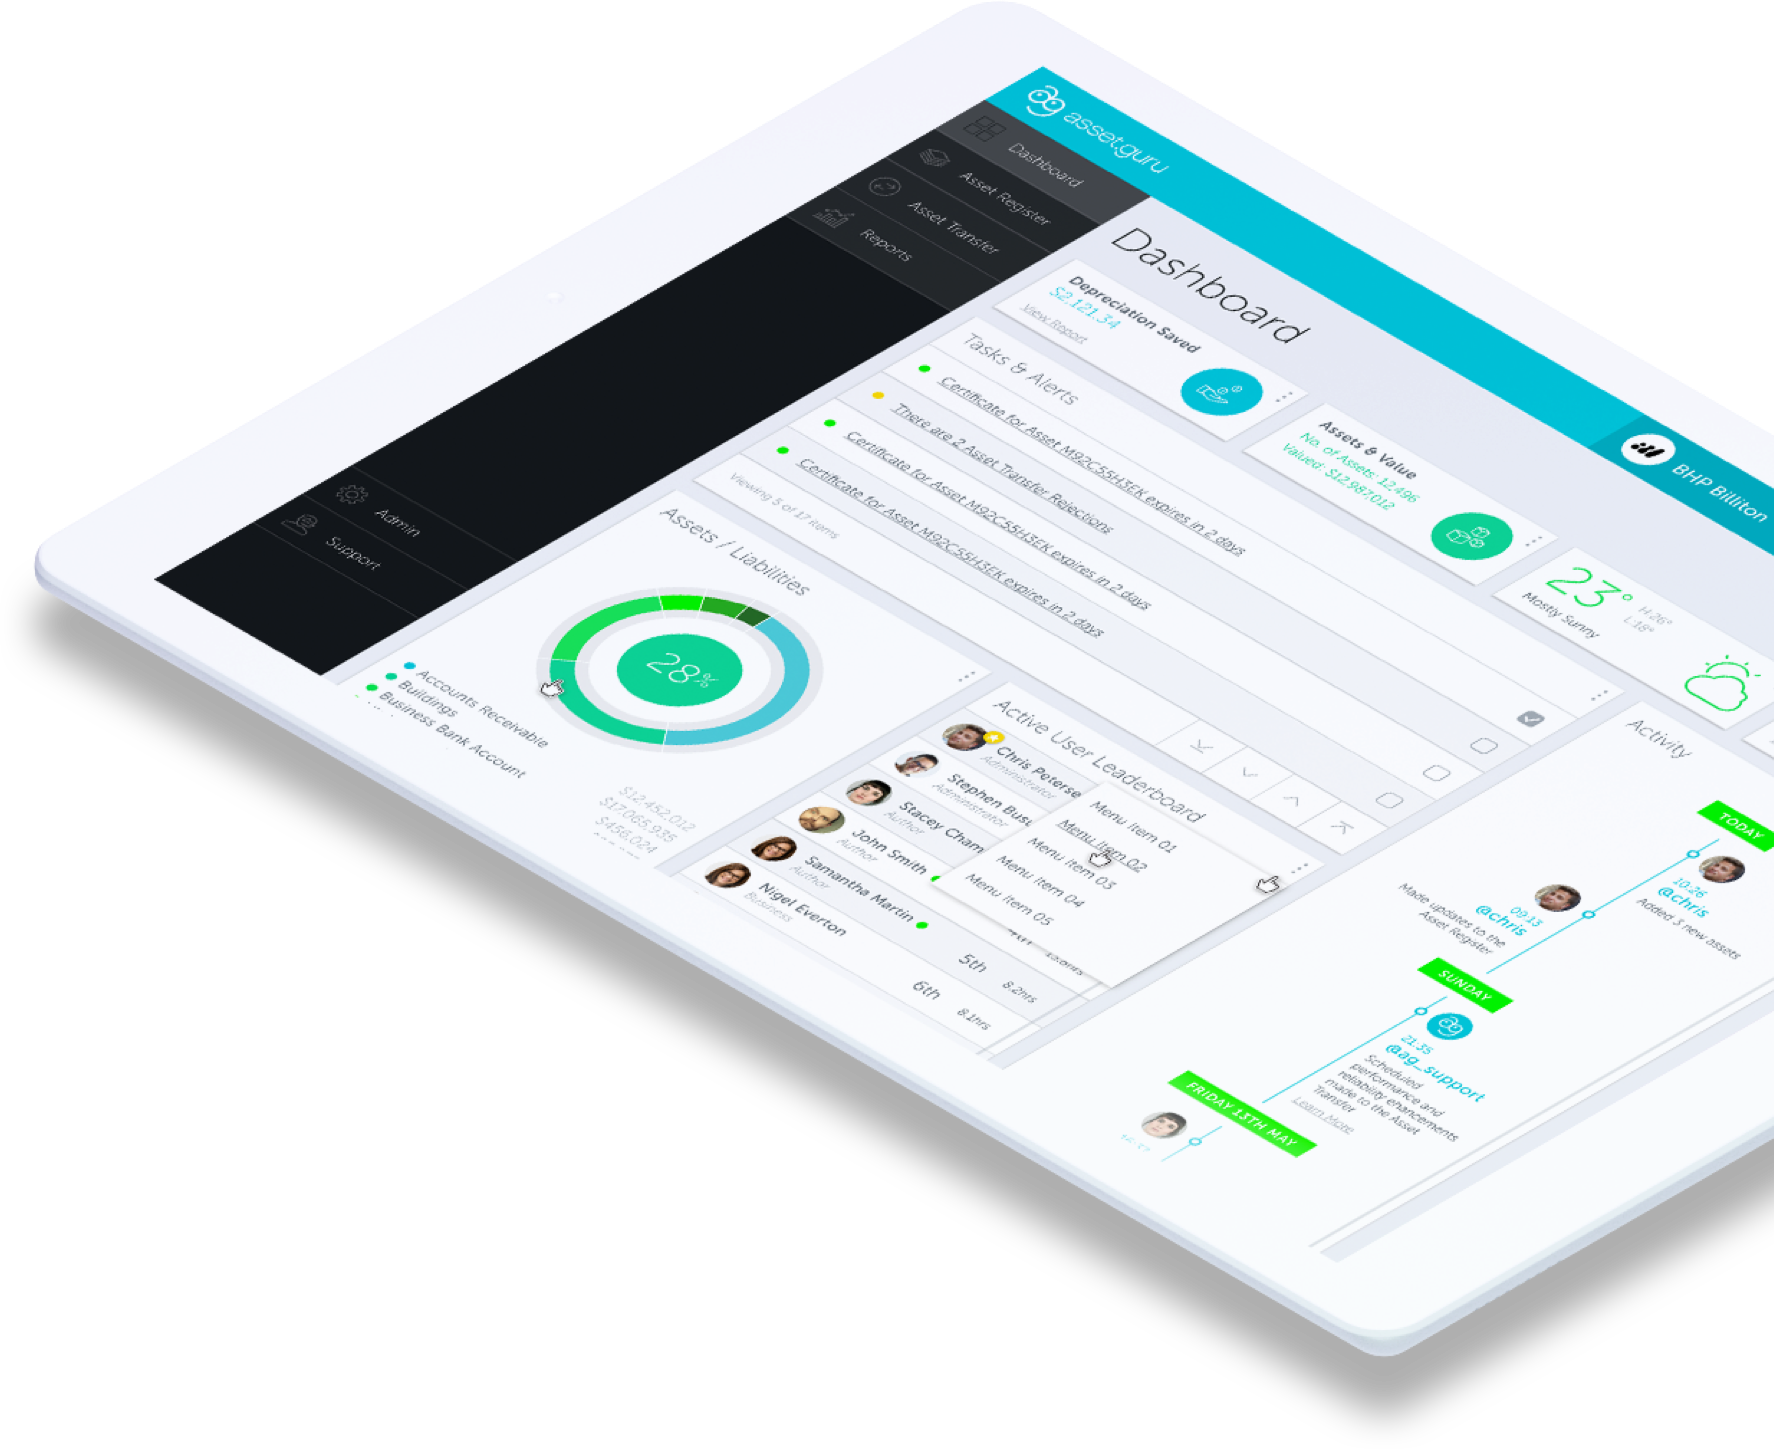 assetguru
BHP Billiton
Dashboard
Asset Register
Asset Transfer
Reports
Admin
Support
Dashboard
Depreciation Saved
$2,121.34
View Report
Assets & Value
No. of Assets: 12,496
Valued: $12,987,012
23°
H:26°
L:18°
Mostly Sunny
Tasks & Alerts
Certificate for Asset M92C55H3EK expires in 2 days
There are 2 Asset Transfer Rejections
Certificate for Asset M92C55H3EK expires in 2 days
Certificate for Asset M92C55H3EK expires in 2 days
Viewing 5 of 17 items
Assets / Liabilities
28%
Accounts Receivable
Buildings
Business Bank Account
$12,452,012
$17,065,935
$456,024
Active User Leaderboard
Chris Peterse
Administrator
Stephen Bust
Administrator
Stacey Cham
Author
John Smith
Author
Samantha Martin
Author
5th
8.2hrs
Nigel Everton
Business
6th
8.1hrs
Menu Item 01
Menu Item 02
Menu Item 03
Menu Item 04
Menu Item 05
Activity
TODAY
10:26
@chris
Added 3 new assets
09:13
@chris
Made updates to the
Asset Register
SUNDAY
21:35
@ag_support
Scheduled
performance and
reliability enhancements
made to the Asset
Transfer
Learn More
FRIDAY 13TH MAY